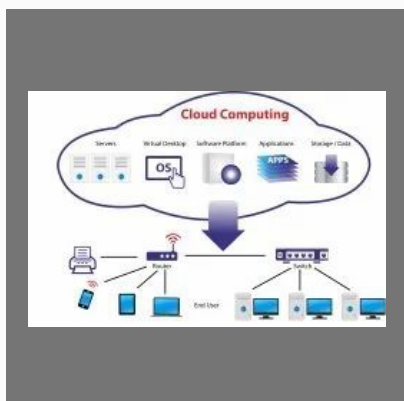 Cloud Computing
Servers Virtual Desktop Software Platform Applications Storage / Data
OS APPS
Router Switch
End User